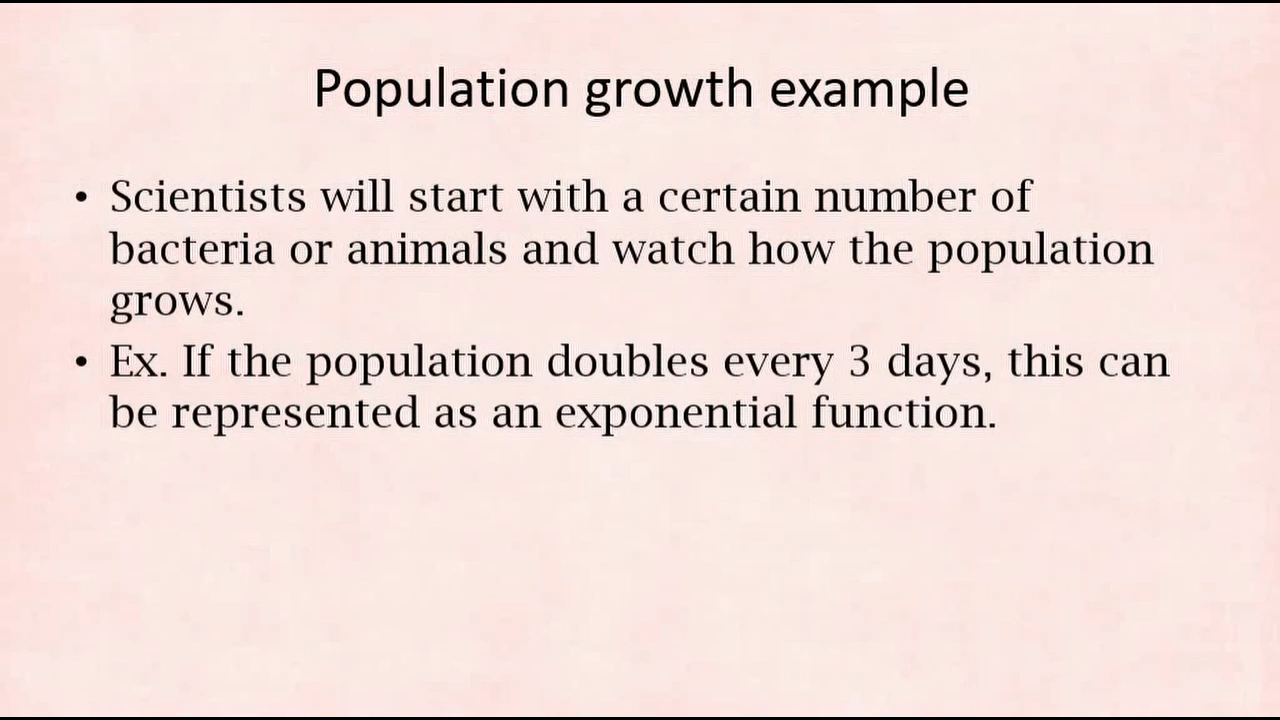 Population growth example
• Scientists will start with a certain number of
bacteria or animals and watch how the population
grows.
• Ex. If the population doubles every 3 days, this can
be represented as an exponential function.